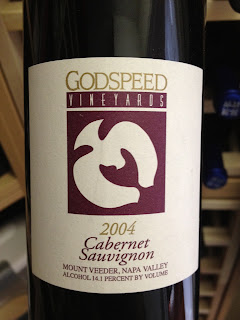 GODSPEED
VINEYARDS
2004
Cabernet
Sauvignon
MOUNT VEEDER, NAPA VALLEY
ALCOHOL 14.1 PERCENT BY VOLUME